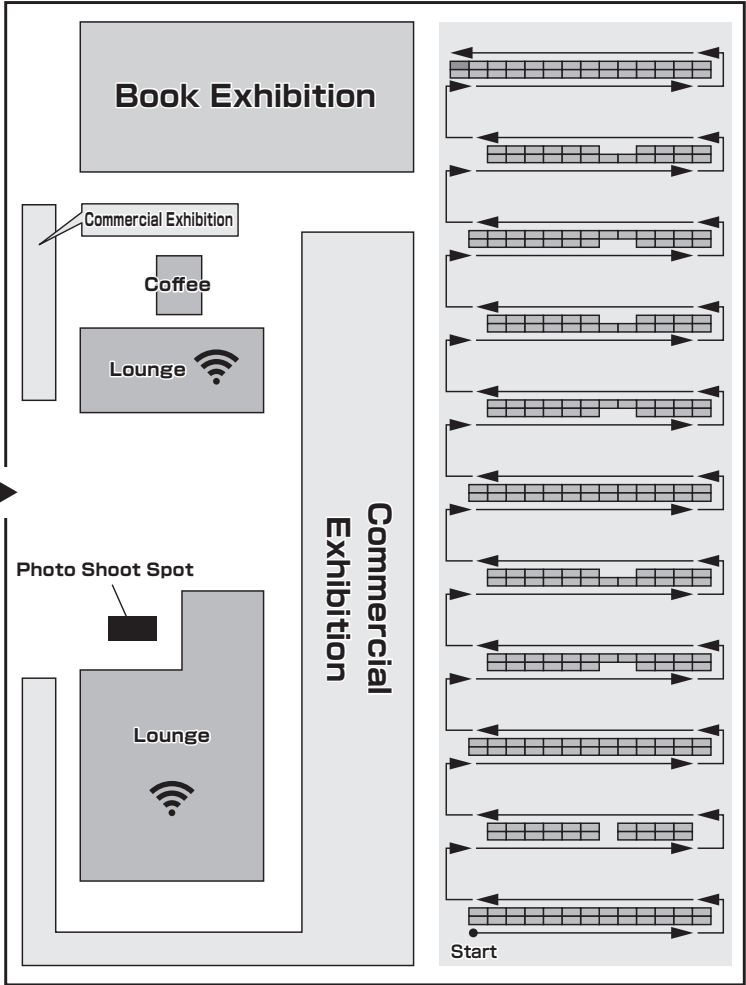 Book Exhibition
Commercial Exhibition
Coffee
Lounge
Commercial
Exhibition
Photo Shoot Spot
Lounge
Start